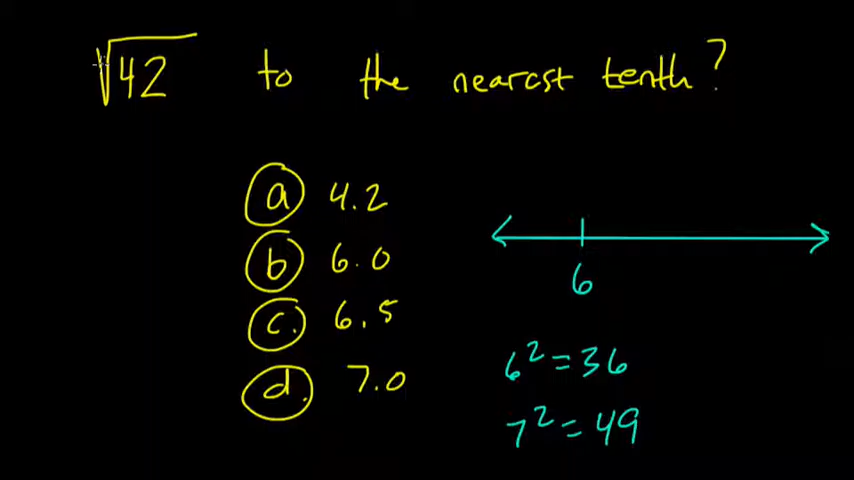 √42 to the nearest tenth?
a 4.2
b 6.0
c. 6.5
d. 7.0
6
6² = 36
7² = 49